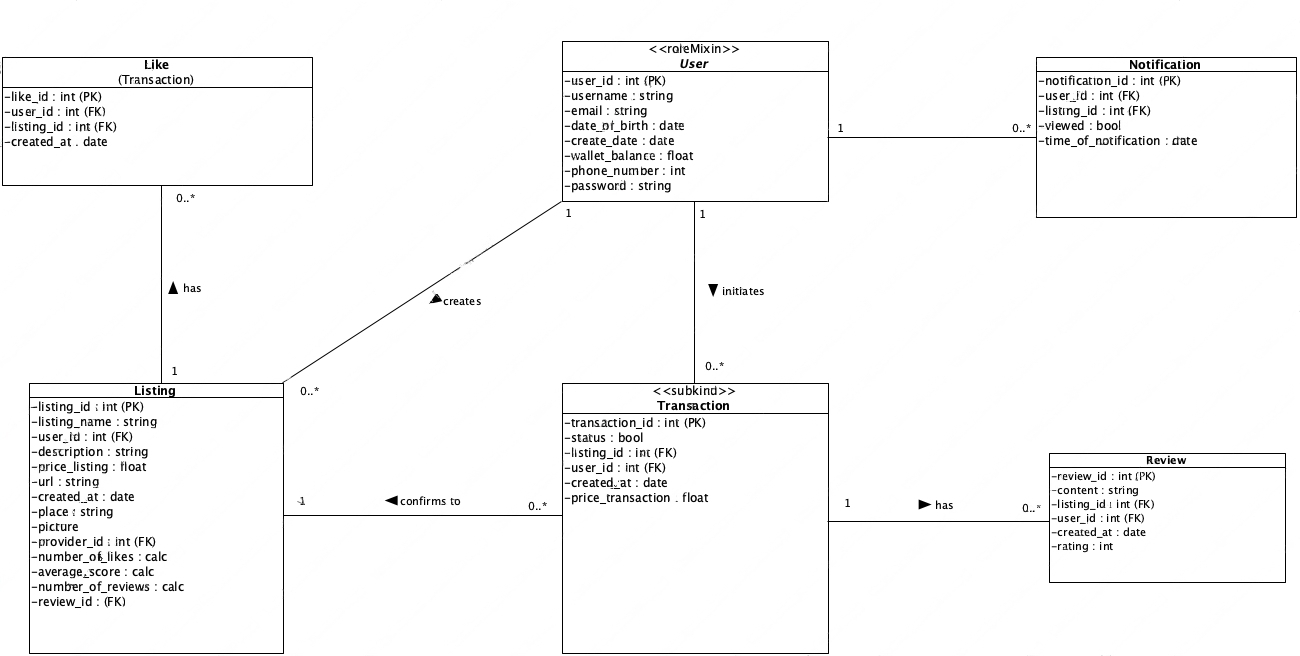 Like
(Transaction)
-like_id : int (PK)
-user_id : int (FK)
-listing_id : int (FK)
-created_at . date
<<roleMixin>>
User
-user_id : int (PK)
-username : string
-email : string
-date_of_birth : date
-create_date : date
-wallet_balance : float
-phone_number : int
-password : string
Notification
-notification_id : int (PK)
-user_id : int (FK)
-listing_id : int (FK)
-viewed : bool
-time_of_notification : date
1
0..*
0..*
1
1
has
creates
initiates
1
0..*
0..*
Listing
-listing_id : int (PK)
-listing_name : string
-user_id : int (FK)
-description : string
-price_listing : float
-url : string
-created_at : date
-place : string
-picture
-provider_id : int (FK)
-number_of_likes : calc
-average_score : calc
-number_of_reviews : calc
-review_id : (FK)
<<subkind>>
Transaction
-transaction_id : int (PK)
-status : bool
-listing_id : int (FK)
-user_id : int (FK)
-created_at : date
-price_transaction . float
1
confirms to
0..*
1
has
0..*
Review
-review_id : int (PK)
-content : string
-listing_id : int (FK)
-user_id : int (FK)
-created_at : date
-rating : int